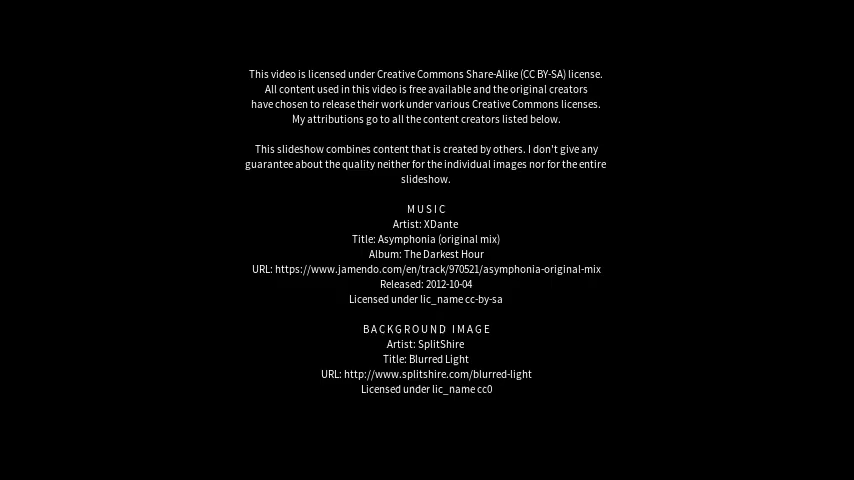 This video is licensed under Creative Commons Share-Alike (CC BY-SA) license.
All content used in this video is free available and the original creators
have chosen to release their work under various Creative Commons licenses.
My attributions go to all the content creators listed below.
This slideshow combines content that is created by others. I don't give any
guarantee about the quality neither for the individual images nor for the entire
slideshow.
MUSIC
Artist: XDante
Title: Asymphonia (original mix)
Album: The Darkest Hour
URL: https://www.jamendo.com/en/track/970521/asymphonia-original-mix
Released: 2012-10-04
Licensed under lic_name cc-by-sa
BACKGROUND IMAGE
Artist: SplitShire
Title: Blurred Light
URL: http://www.splitshire.com/blurred-light
Licensed under lic_name cc0